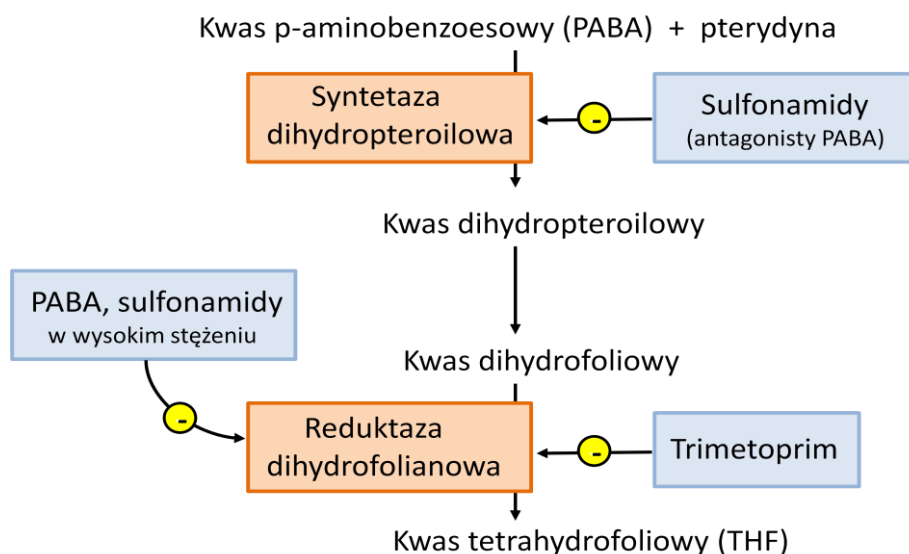 Kwas p-aminobenzoesowy (PABA) + pterydyna
Syntetaza
dihydropteroilowa
-
Sulfonamidy
(antagonisty PABA)
Kwas dihydropteroilowy
PABA, sulfonamidy
w wysokim stężeniu
Kwas dihydrofoliowy
-
Reduktaza
dihydrofolianowa
-
Trimetoprim
Kwas tetrahydrofoliowy (THF)